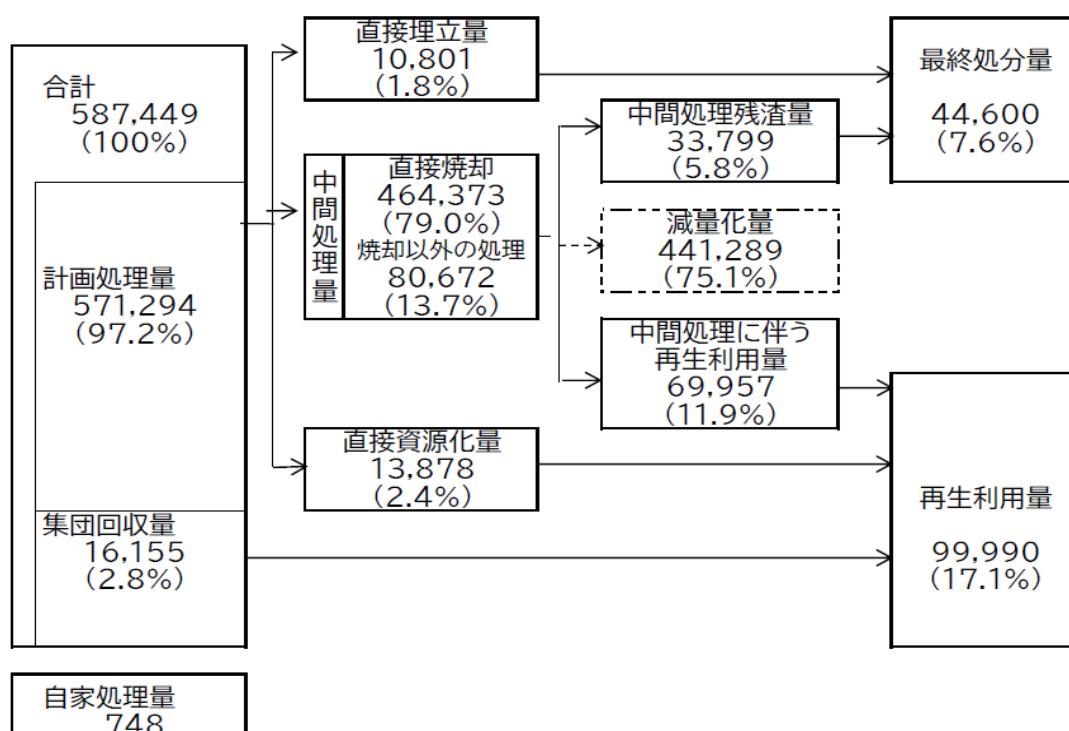 合計
587,449
(100%)
計画処理量
571,294
(97.2%)
集団回収量
16,155
(2.8%)
自家処理量
748
直接埋立量
10,801
(1.8%)
中間処理量
直接焼却
464,373
(79.0%)
焼却以外の処理
80,672
(13.7%)
直接資源化量
13,878
(2.4%)
中間処理残渣量
33,799
(5.8%)
減量化量
441,289
(75.1%)
中間処理に伴う
再生利用量
69,957
(11.9%)
最終処分量
44,600
(7.6%)
再生利用量
99,990
(17.1%)